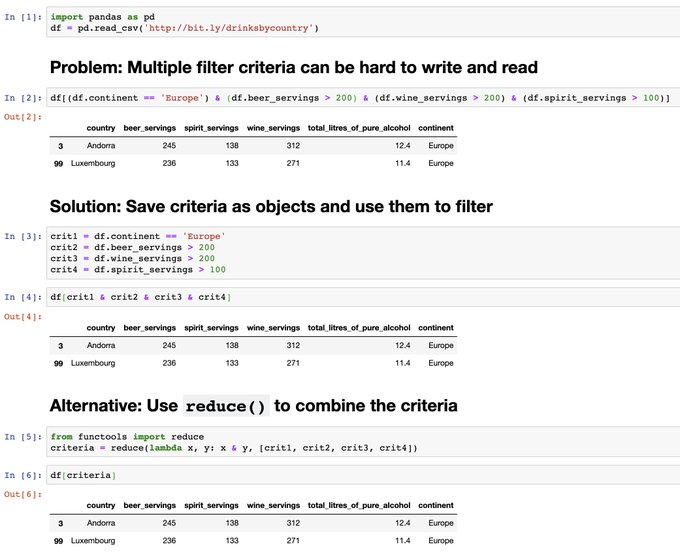 In [1]: import pandas as pd
df = pd.read_csv('http://bit.ly/drinksbycountry')
Problem: Multiple filter criteria can be hard to write and read
In [2]: df[(df.continent == 'Europe') & (df.beer_servings > 200) & (df.wine_servings > 200) & (df.spirit_servings > 100)]
Out[2]:
country beer_servings spirit_servings wine_servings total_litres_of_pure_alcohol continent
3 Andorra 245 138 312 12.4 Europe
99 Luxembourg 236 133 271 11.4 Europe
Solution: Save criteria as objects and use them to filter
In [3]: crit1 = df.continent == 'Europe'
crit2 = df.beer_servings > 200
crit3 = df.wine_servings > 200
crit4 = df.spirit_servings > 100
In [4]: df[crit1 & crit2 & crit3 & crit4]
Out[4]:
country beer_servings spirit_servings wine_servings total_litres_of_pure_alcohol continent
3 Andorra 245 138 312 12.4 Europe
99 Luxembourg 236 133 271 11.4 Europe
Alternative: Use reduce() to combine the criteria
In [5]: from functools import reduce
criteria = reduce(lambda x, y: x & y, [crit1, crit2, crit3, crit4])
In [6]: df[criteria]
Out[6]:
country beer_servings spirit_servings wine_servings total_litres_of_pure_alcohol continent
3 Andorra 245 138 312 12.4 Europe
99 Luxembourg 236 133 271 11.4 Europe